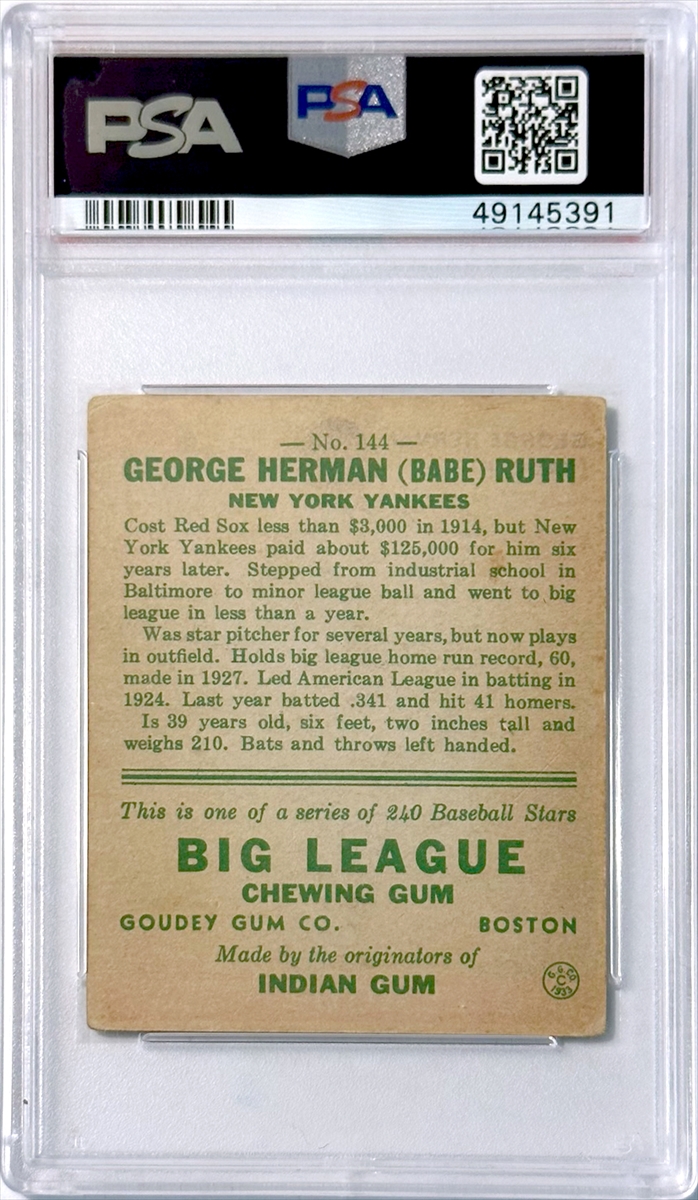 PSA
PSA
49145391
— No. 144 —
GEORGE HERMAN (BABE) RUTH
NEW YORK YANKEES
Cost Red Sox less than $3,000 in 1914, but New
York Yankees paid about $125,000 for him six
years later. Stepped from industrial school in
Baltimore to minor league ball and went to big
league in less than a year.
Was star pitcher for several years, but now plays
in outfield. Holds big league home run record, 60,
made in 1927. Led American League in batting in
1924. Last year batted .341 and hit 41 homers.
Is 39 years old, six feet, two inches tall and
weighs 210. Bats and throws left handed.
This is one of a series of 240 Baseball Stars
BIG LEAGUE
CHEWING GUM
GOUDEY GUM CO. BOSTON
Made by the originators of
INDIAN GUM
G. G. CO.
C
1933